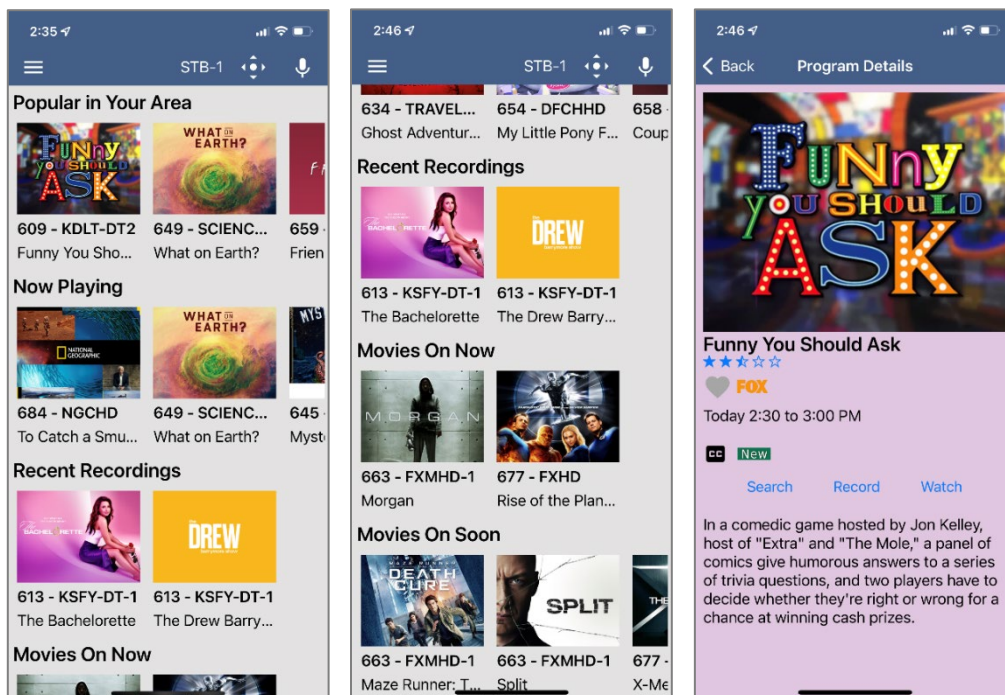 2:35
STB-1
Popular in Your Area
FUNNY
YOU SHOULD
ASK
WHAT ON
EARTH?
609 - KDLT-DT2
649 - SCIENC...
659 -
Funny You Sho...
What on Earth?
Frien
Now Playing
NATIONAL
GEOGRAPHIC
WHAT ON
EARTH?
MYS
684 - NGCHD
649 - SCIENC...
645 -
To Catch a Smu...
What on Earth?
Myste
Recent Recordings
The
BACHELORETTE
DREW
613 - KSFY-DT-1
613 - KSFY-DT-1
The Bachelorette
The Drew Barry...
Movies On Now
2:46
STB-1
634 - TRAVEL...
654 - DFCHHD
658 -
Ghost Adventur...
My Little Pony F...
Coup
Recent Recordings
The
BACHELORETTE
DREW
613 - KSFY-DT-1
613 - KSFY-DT-1
The Bachelorette
The Drew Barry...
Movies On Now
MORGAN
663 - FXMHD-1
677 - FXHD
Morgan
Rise of the Plan...
Movies On Soon
MAZE RUNNER
DEATH
CURE
SPLIT
THE
663 - FXMHD-1
663 - FXMHD-1
677 -
Maze Runner: T...
Split
X-Me
2:46
Back
Program Details
FUNNY
YOU SHOULD
ASK
Funny You Should Ask
FOX
Today 2:30 to 3:00 PM
CC New
Search
Record
Watch
In a comedic game hosted by Jon Kelley,
host of "Extra" and "The Mole," a panel of
comics give humorous answers to a series
of trivia questions, and two players have to
decide whether they're right or wrong for a
chance at winning cash prizes.